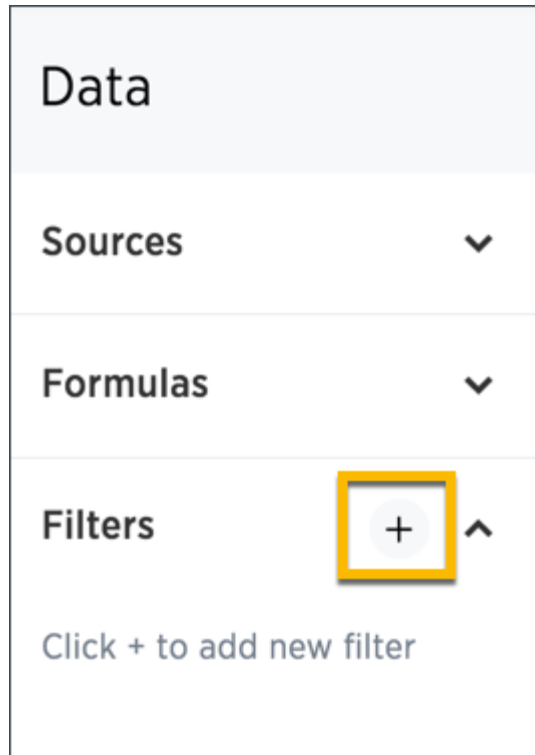 Data
Sources
Formulas
Filters +
Click + to add new filter